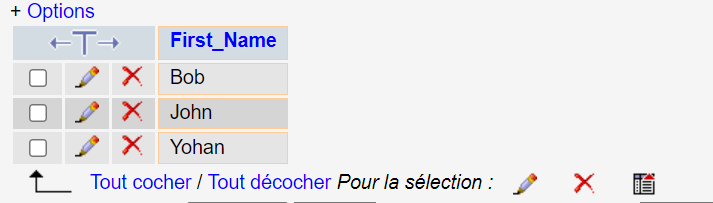 + Options
←T→ First_Name
Bob
John
Yohan
Tout cocher / Tout décocher Pour la sélection :